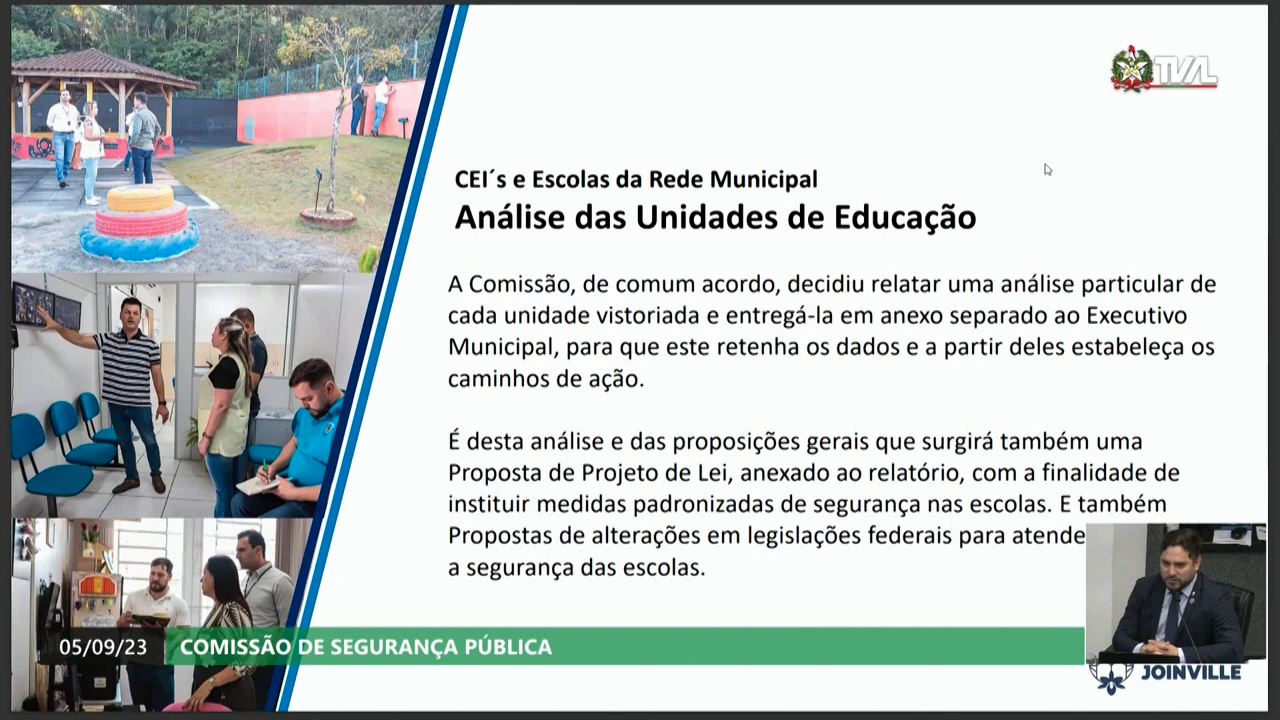 TVAL
CEI´s e Escolas da Rede Municipal
Análise das Unidades de Educação
A Comissão, de comum acordo, decidiu relatar uma análise particular de
cada unidade vistoriada e entregá-la em anexo separado ao Executivo
Municipal, para que este retenha os dados e a partir deles estabeleça os
caminhos de ação.
É desta análise e das proposições gerais que surgirá também uma
Proposta de Projeto de Lei, anexado ao relatório, com a finalidade de
instituir medidas padronizadas de segurança nas escolas. E também
Propostas de alterações em legislações federais para atende
a segurança das escolas.
05/09/23 COMISSÃO DE SEGURANÇA PÚBLICA
JOINVILLE